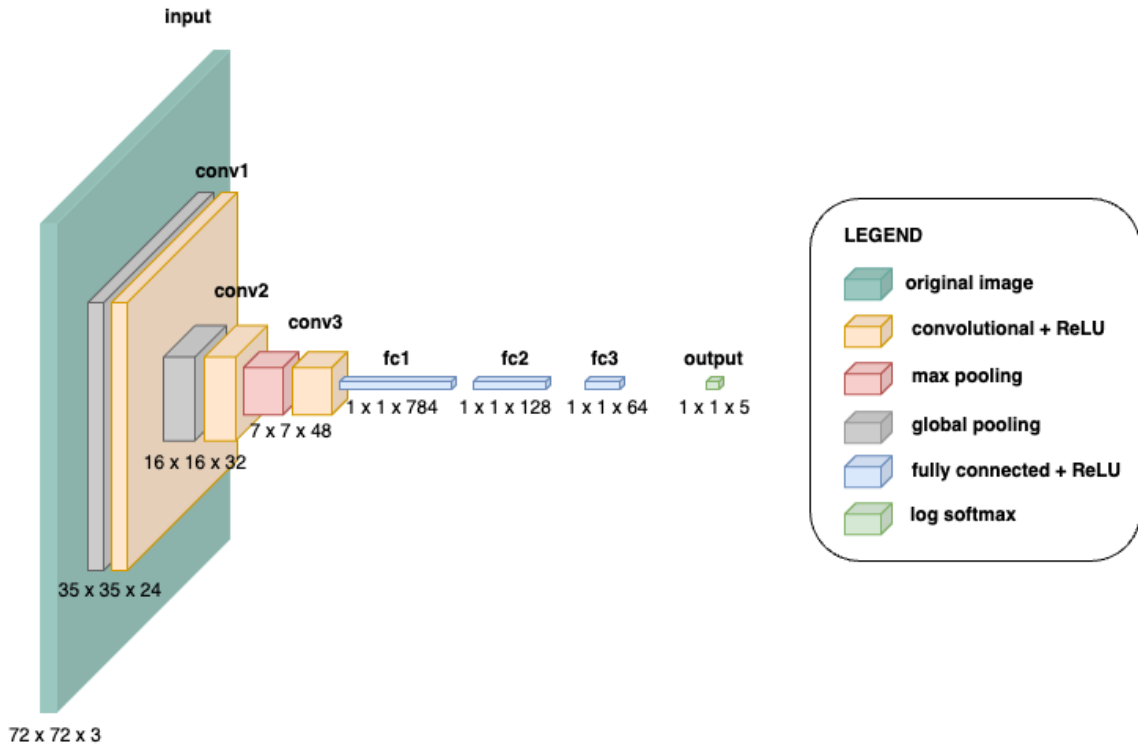 input
conv1
conv2
conv3
fc1
fc2
fc3
output
1 x 1 x 784
1 x 1 x 128
1 x 1 x 64
1 x 1 x 5
7 x 7 x 48
16 x 16 x 32
35 x 35 x 24
72 x 72 x 3
LEGEND
original image
convolutional + ReLU
max pooling
global pooling
fully connected + ReLU
log softmax